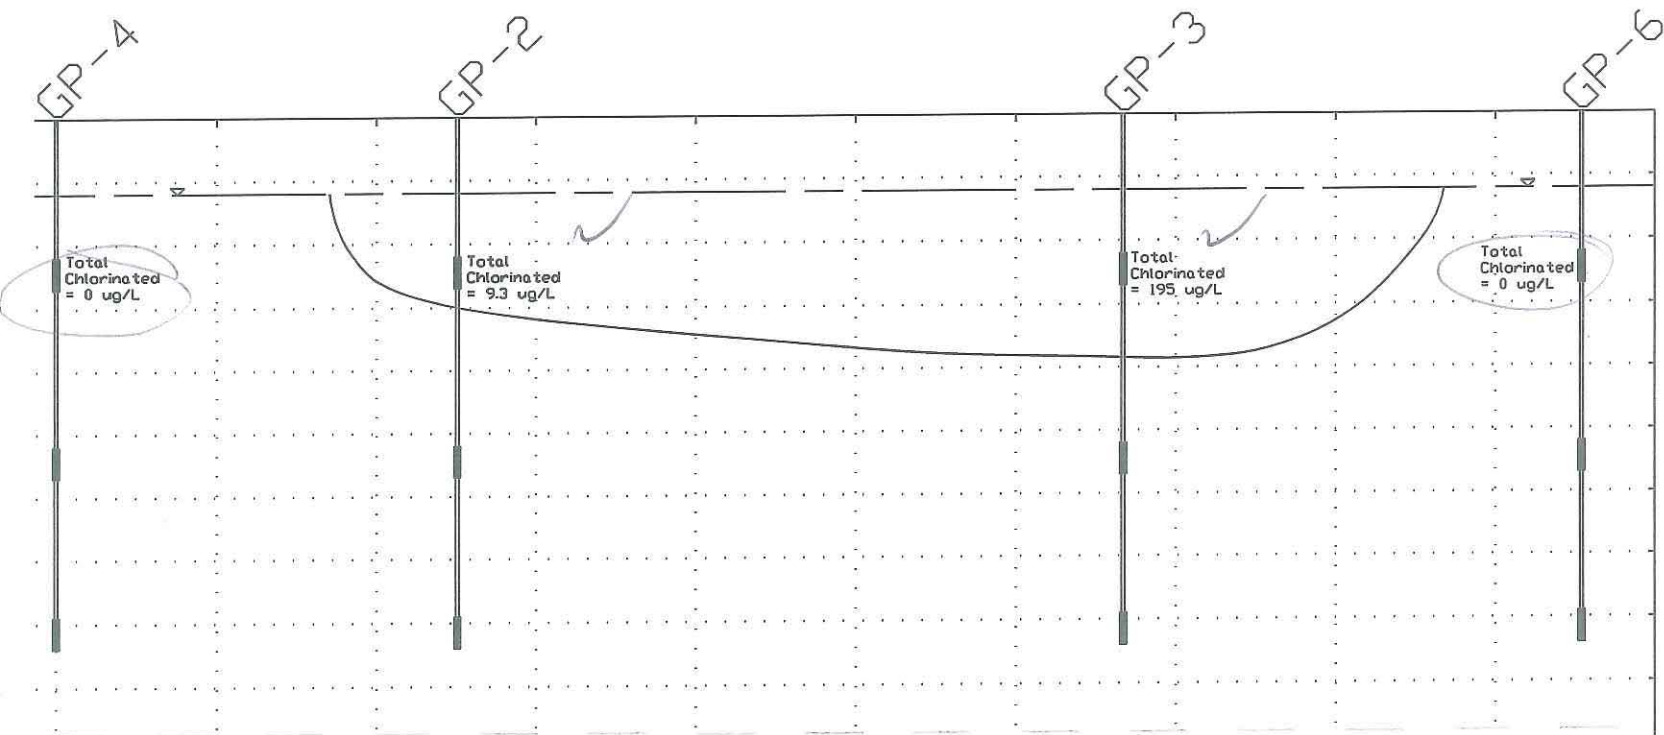 GP-4
GP-2
GP-3
GP-6
Total
Chlorinated
= 0 ug/L
Total
Chlorinated
= 9.3 ug/L
Total
Chlorinated
= 195 ug/L
Total
Chlorinated
= 0 ug/L